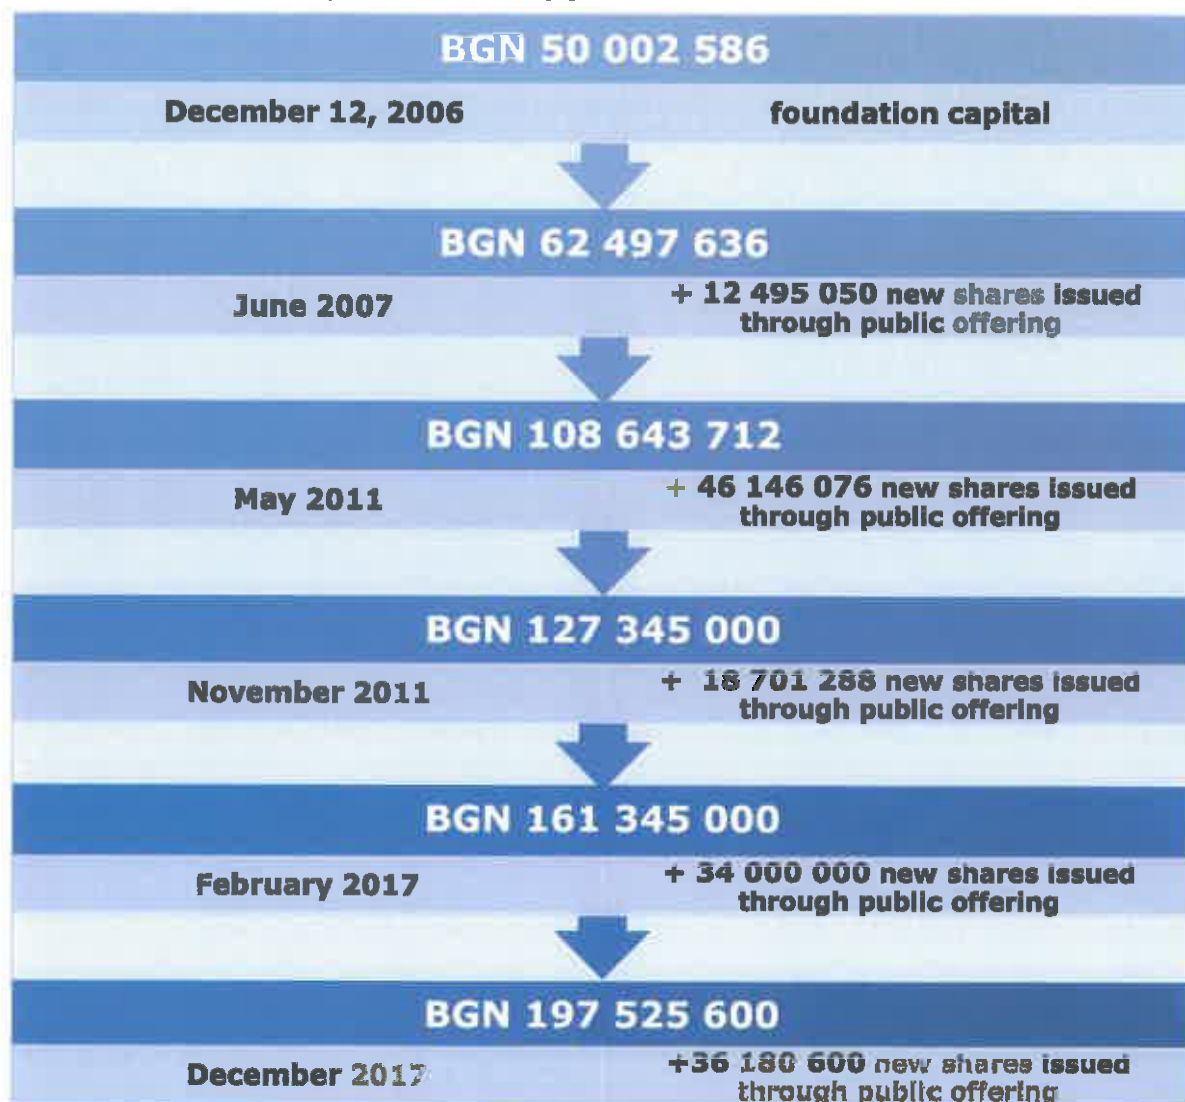 BGN 50 002 586
December 12, 2006 foundation capital
BGN 62 497 636
June 2007 + 12 495 050 new shares issued
through public offering
BGN 108 643 712
May 2011 + 46 146 076 new shares issued
through public offering
BGN 127 345 000
November 2011 + 18 701 288 new shares issued
through public offering
BGN 161 345 000
February 2017 + 34 000 000 new shares issued
through public offering
BGN 197 525 600
December 2017 +36 180 600 new shares issued
through public offering